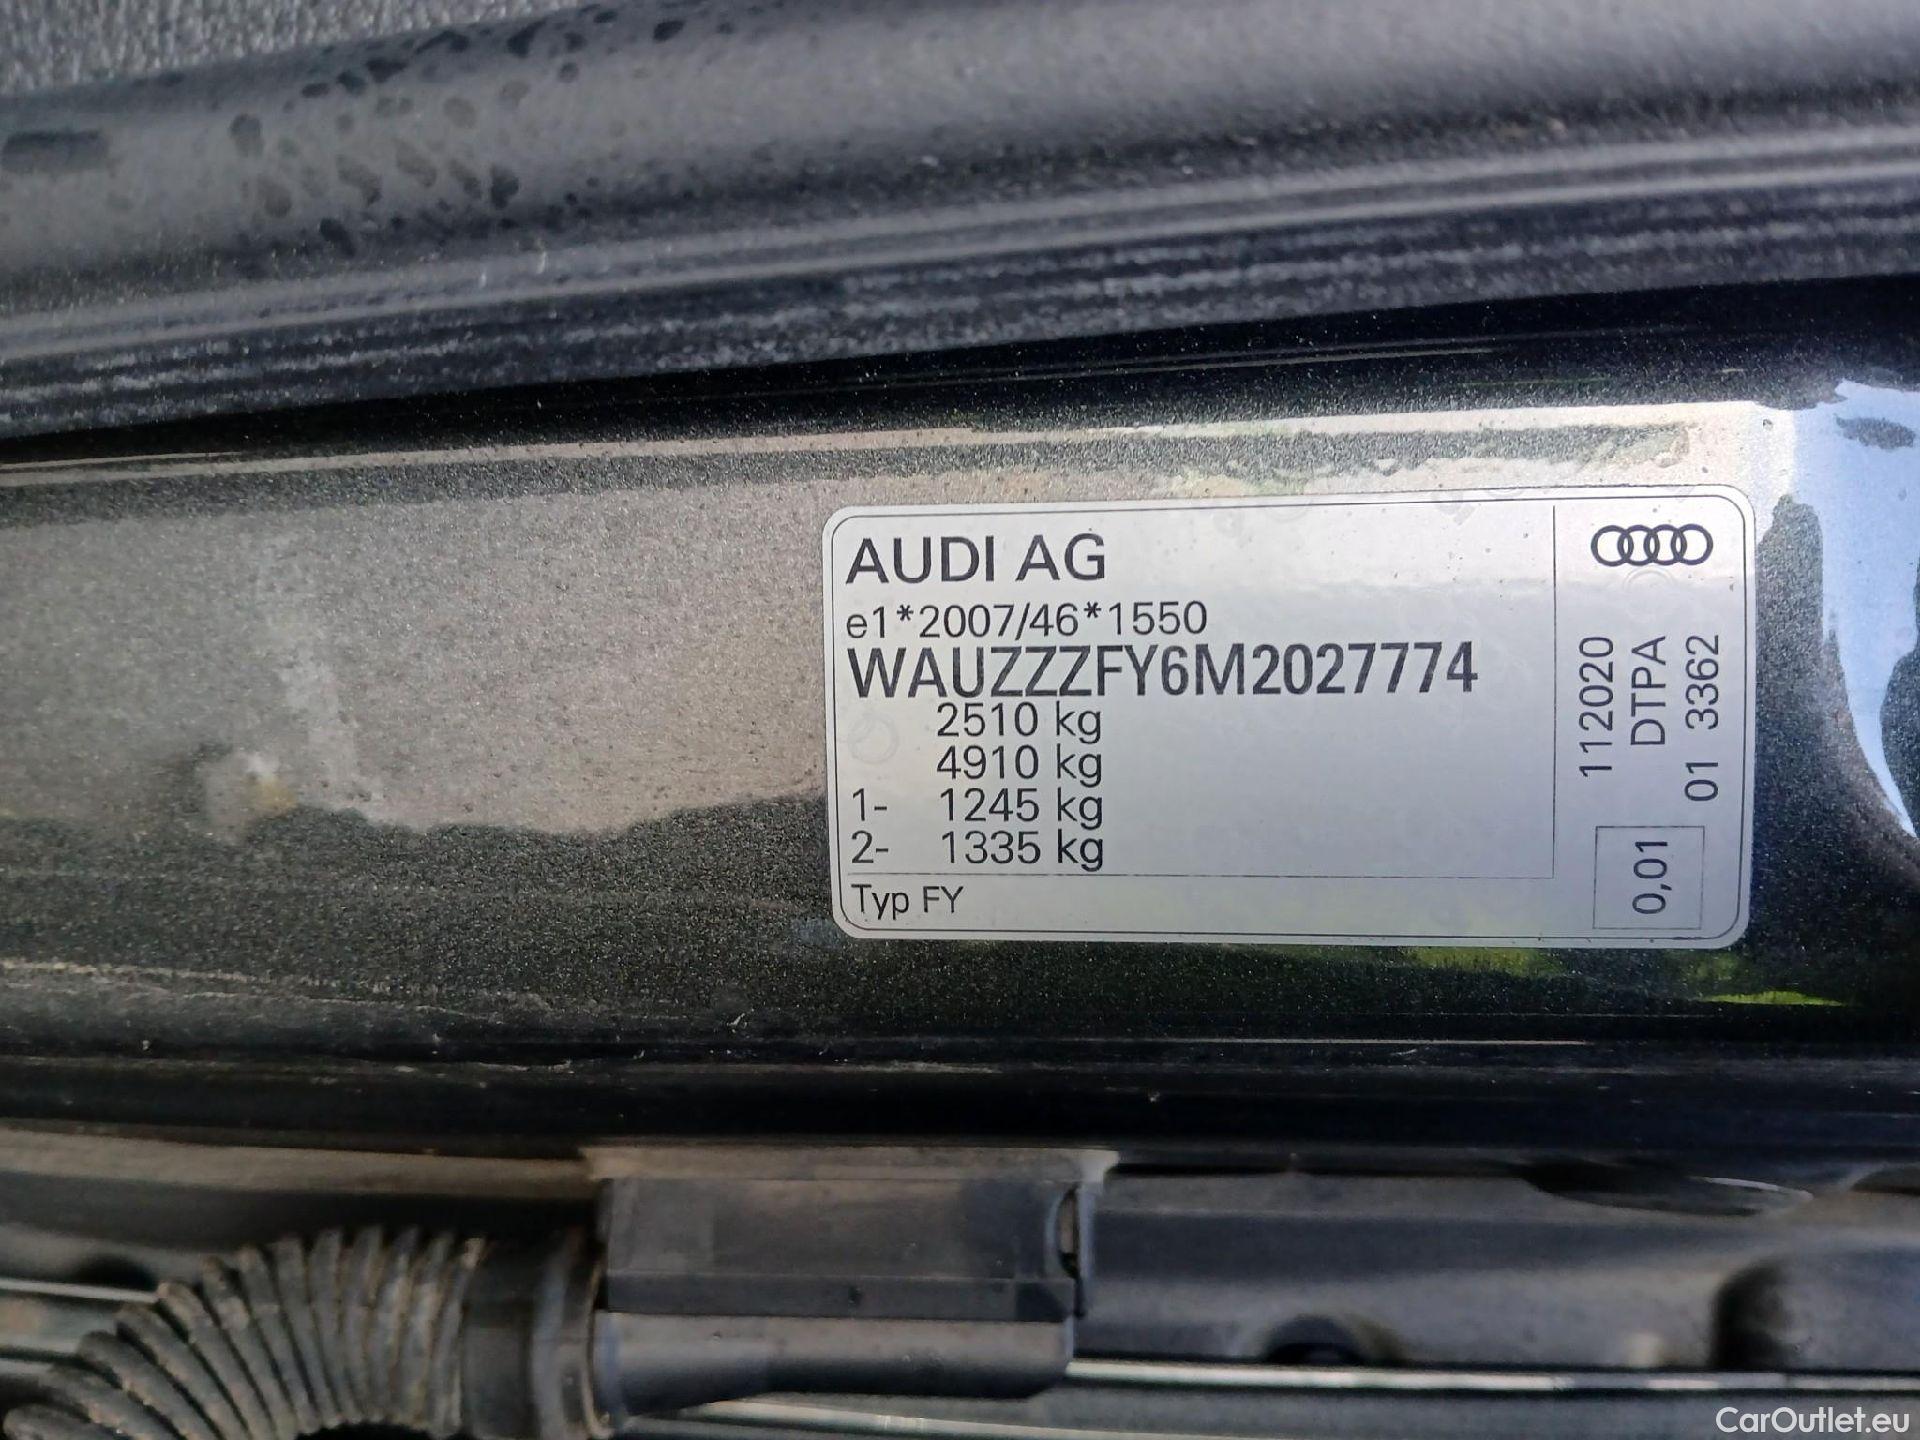 AUDI AG
e1*2007/46*1550
WAUZZZFY6M2027774
2510 kg
4910 kg
1- 1245 kg
2- 1335 kg
Typ FY
112020
DTPA
01 3362
0,01
CarOutlet.eu